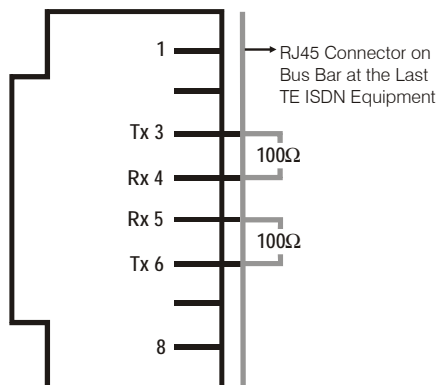 1
RJ45 Connector on
Bus Bar at the Last
TE ISDN Equipment
Tx 3
100Ω
Rx 4
Rx 5
100Ω
Tx 6
8